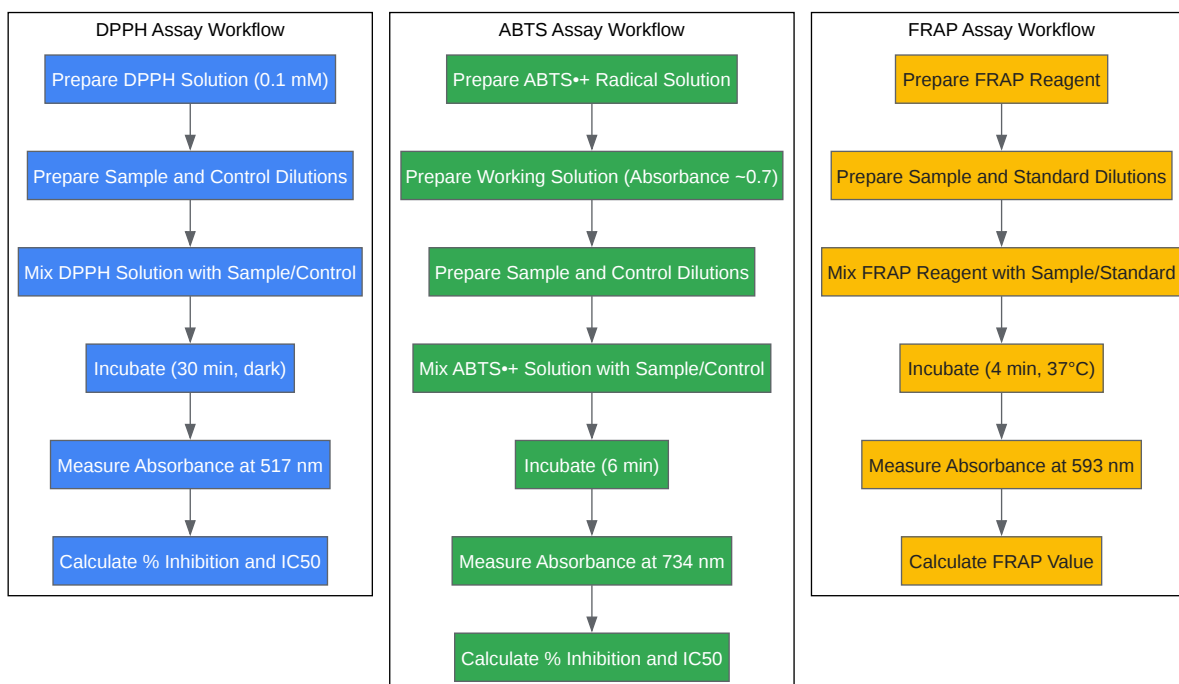 DPPH Assay Workflow
Prepare DPPH Solution (0.1 mM)
Prepare Sample and Control Dilutions
Mix DPPH Solution with Sample/Control
Incubate (30 min, dark)
Measure Absorbance at 517 nm
Calculate % Inhibition and IC50
ABTS Assay Workflow
Prepare ABTS•+ Radical Solution
Prepare Working Solution (Absorbance ~0.7)
Prepare Sample and Control Dilutions
Mix ABTS•+ Solution with Sample/Control
Incubate (6 min)
Measure Absorbance at 734 nm
Calculate % Inhibition and IC50
FRAP Assay Workflow
Prepare FRAP Reagent
Prepare Sample and Standard Dilutions
Mix FRAP Reagent with Sample/Standard
Incubate (4 min, 37°C)
Measure Absorbance at 593 nm
Calculate FRAP Value